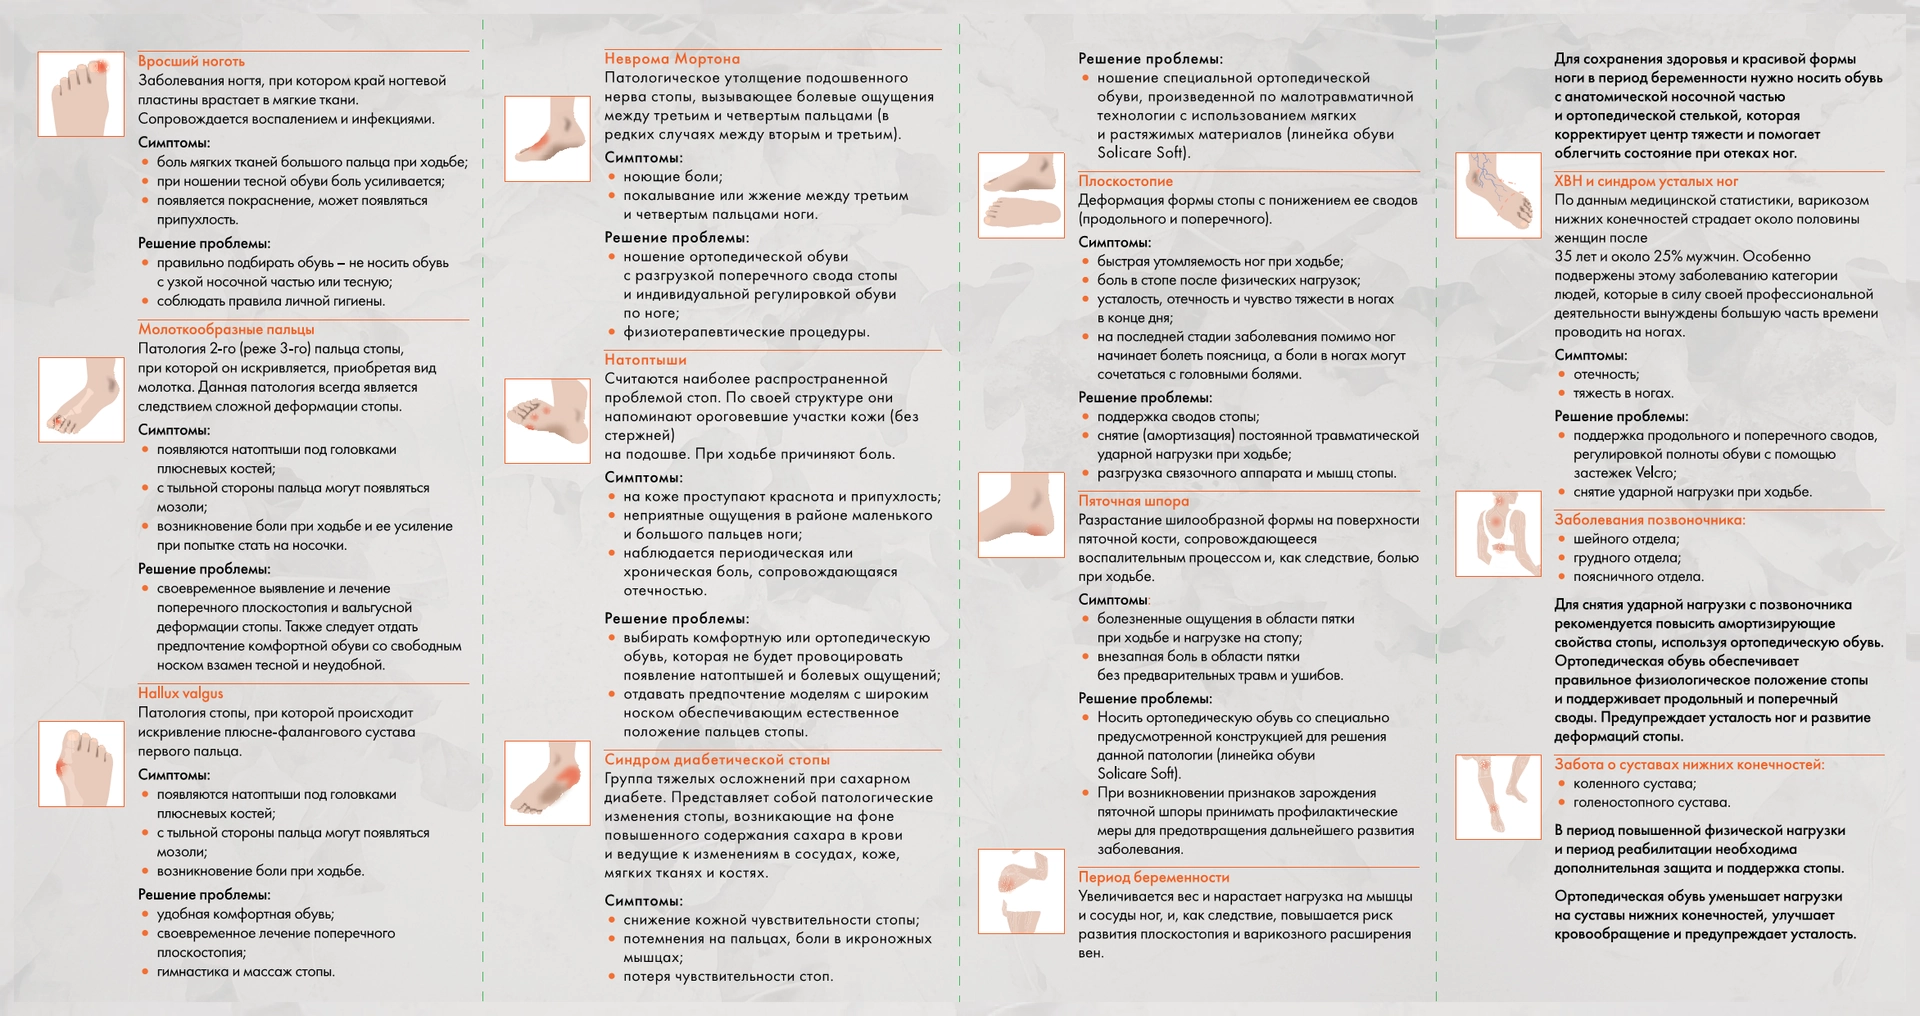 Вросший ноготь
Заболевания ногтя, при котором край ногтевой
пластины врастает в мягкие ткани.
Сопровождается воспалением и инфекциями.
Симптомы:
• боль мягких тканей большого пальца при ходьбе;
• при ношении тесной обуви боль усиливается;
• появляется покраснение, может появляться
припухлость.
Решение проблемы:
• правильно подбирать обувь – не носить обувь
с узкой носочной частью или тесную;
• соблюдать правила личной гигиены.
Молоткообразные пальцы
Патология 2-го (реже 3-го) пальца стопы,
при которой он искривляется, приобретая вид
молотка. Данная патология всегда является
следствием сложной деформации стопы.
Симптомы:
• появляются натоптыши под головками
плюсневых костей;
• с тыльной стороны пальца могут появляться
мозоли;
• возникновение боли при ходьбе и ее усиление
при попытке стать на носочки.
Решение проблемы:
• своевременное выявление и лечение
поперечного плоскостопия и вальгусной
деформации стопы. Также следует отдать
предпочтение комфортной обуви со свободным
носком взамен тесной и неудобной.
Hallux valgus
Патология стопы, при которой происходит
искривление плюсне-фалангового сустава
первого пальца.
Симптомы:
• появляются натоптыши под головками
плюсневых костей;
• с тыльной стороны пальца могут появляться
мозоли;
• возникновение боли при ходьбе.
Решение проблемы:
• удобная комфортная обувь;
• своевременное лечение поперечного
плоскостопия;
• гимнастика и массаж стопы.
Неврома Мортона
Патологическое утолщение подошвенного
нерва стопы, вызывающее болевые ощущения
между третьим и четвертым пальцами (в
редких случаях между вторым и третьим).
Симптомы:
• ноющие боли;
• покалывание или жжение между третьим
и четвертым пальцами ноги.
Решение проблемы:
• ношение ортопедической обуви
с разгрузкой поперечного свода стопы
и индивидуальной регулировкой обуви
по ноге;
• физиотерапевтические процедуры.
Натоптыши
Считаются наиболее распространенной
проблемой стоп. По своей структуре они
напоминают ороговевшие участки кожи (без
стержней)
на подошве. При ходьбе причиняют боль.
Симптомы:
• на коже проступают краснота и припухлость;
• неприятные ощущения в районе маленького
и большого пальцев ноги;
• наблюдается периодическая или
хроническая боль, сопровождающаяся
отечностью.
Решение проблемы:
• выбирать комфортную или ортопедическую
обувь, которая не будет провоцировать
появление натоптышей и болевых ощущений;
• отдавать предпочтение моделям с широким
носком обеспечивающим естественное
положение пальцев стопы.
Синдром диабетической стопы
Группа тяжелых осложнений при сахарном
диабете. Представляет собой патологические
изменения стопы, возникающие на фоне
повышенного содержания сахара в крови
и ведущие к изменениям в сосудах, коже,
мягких тканях и костях.
Симптомы:
• снижение кожной чувствительности стопы;
• потемнения на пальцах, боли в икроножных
мышцах;
• потеря чувствительности стоп.
Решение проблемы:
• ношение специальной ортопедической
обуви, произведенной по малотравматичной
технологии с использованием мягких
и растяжимых материалов (линейка обуви
Solicare Soft).
Плоскостопие
Деформация формы стопы с понижением ее сводов
(продольного и поперечного).
Симптомы:
• быстрая утомляемость ног при ходьбе;
• боль в стопе после физических нагрузок;
• усталость, отечность и чувство тяжести в ногах
в конце дня;
• на последней стадии заболевания помимо ног
начинает болеть поясница, а боли в ногах могут
сочетаться с головными болями.
Решение проблемы:
• поддержка сводов стопы;
• снятие (амортизация) постоянной травматической
ударной нагрузки при ходьбе;
• разгрузка связочного аппарата и мышц стопы.
Пяточная шпора
Разрастание шилообразной формы на поверхности
пяточной кости, сопровождающееся
воспалительным процессом и, как следствие, болью
при ходьбе.
Симптомы:
• болезненные ощущения в области пятки
при ходьбе и нагрузке на стопу;
• внезапная боль в области пятки
без предварительных травм и ушибов.
Решение проблемы:
• Носить ортопедическую обувь со специально
предусмотренной конструкцией для решения
данной патологии (линейка обуви
Solicare Soft).
• При возникновении признаков зарождения
пяточной шпоры принимать профилактические
меры для предотвращения дальнейшего развития
заболевания.
Период беременности
Увеличивается вес и нарастает нагрузка на мышцы
и сосуды ног, и, как следствие, повышается риск
развития плоскостопия и варикозного расширения
вен.
Для сохранения здоровья и красивой формы
ноги в период беременности нужно носить обувь
с анатомической носочной частью
и ортопедической стелькой, которая
корректирует центр тяжести и помогает
облегчить состояние при отеках ног.
ХВН и синдром усталых ног
По данным медицинской статистики, варикозом
нижних конечностей страдает около половины
женщин после
35 лет и около 25% мужчин. Особенно
подвержены этому заболеванию категории
людей, которые в силу своей профессиональной
деятельности вынуждены большую часть времени
проводить на ногах.
Симптомы:
• отечность;
• тяжесть в ногах.
Решение проблемы:
• поддержка продольного и поперечного сводов,
регулировкой полноты обуви с помощью
застежек Velcro;
• снятие ударной нагрузки при ходьбе.
Заболевания позвоночника:
• шейного отдела;
• грудного отдела;
• поясничного отдела.
Для снятия ударной нагрузки с позвоночника
рекомендуется повысить амортизирующие
свойства стопы, используя ортопедическую обувь.
Ортопедическая обувь обеспечивает
правильное физиологическое положение стопы
и поддерживает продольный и поперечный
своды. Предупреждает усталость ног и развитие
деформаций стопы.
Забота о суставах нижних конечностей:
• коленного сустава;
• голеностопного сустава.
В период повышенной физической нагрузки
и период реабилитации необходима
дополнительная защита и поддержка стопы.
Ортопедическая обувь уменьшает нагрузки
на суставы нижних конечностей, улучшает
кровообращение и предупреждает усталость.